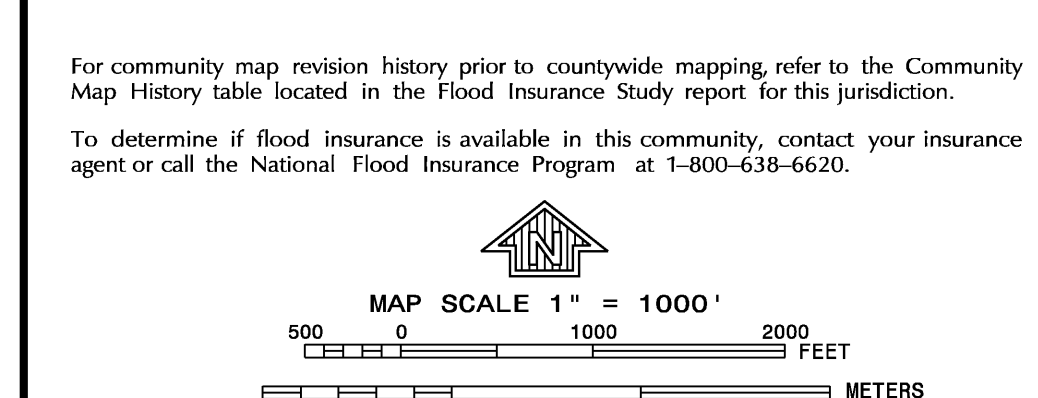 For community map revision history prior to countywide mapping, refer to the Community
Map History table located in the Flood Insurance Study report for this jurisdiction.
To determine if flood insurance is available in this community, contact your insurance
agent or call the National Flood Insurance Program at 1–800–638–6620.
N
MAP SCALE 1" = 1000'
500 0 1000 2000
FEET
METERS